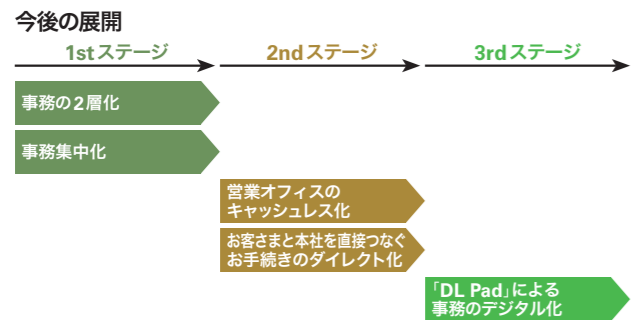 今後の展開
1stステージ
2ndステージ
3rdステージ
事務の2層化
事務集中化
営業オフィスの
キャッシュレス化
お客さまと本社を直接つなぐ
お手続きのダイレクト化
「DL Pad」による
事務のデジタル化